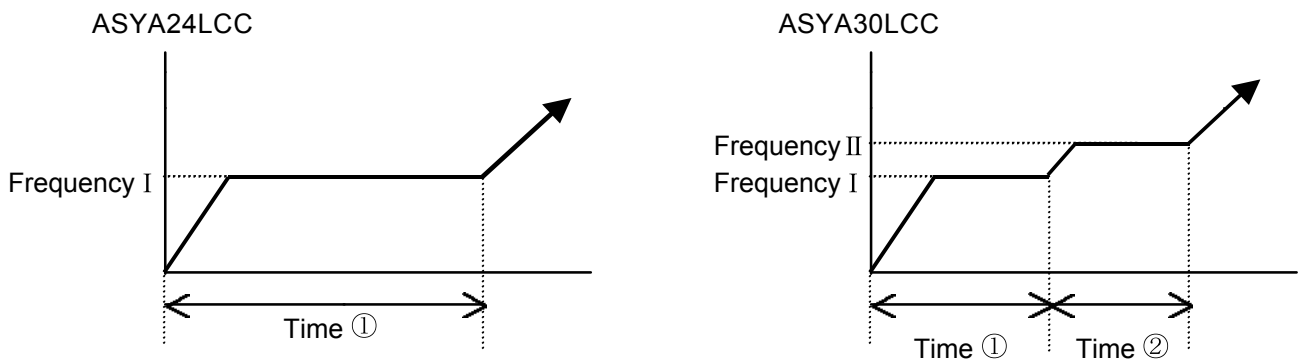 ASYA24LCC
Frequency Ⅰ
Time ①
ASYA30LCC
Frequency Ⅱ
Frequency Ⅰ
Time ① Time ②